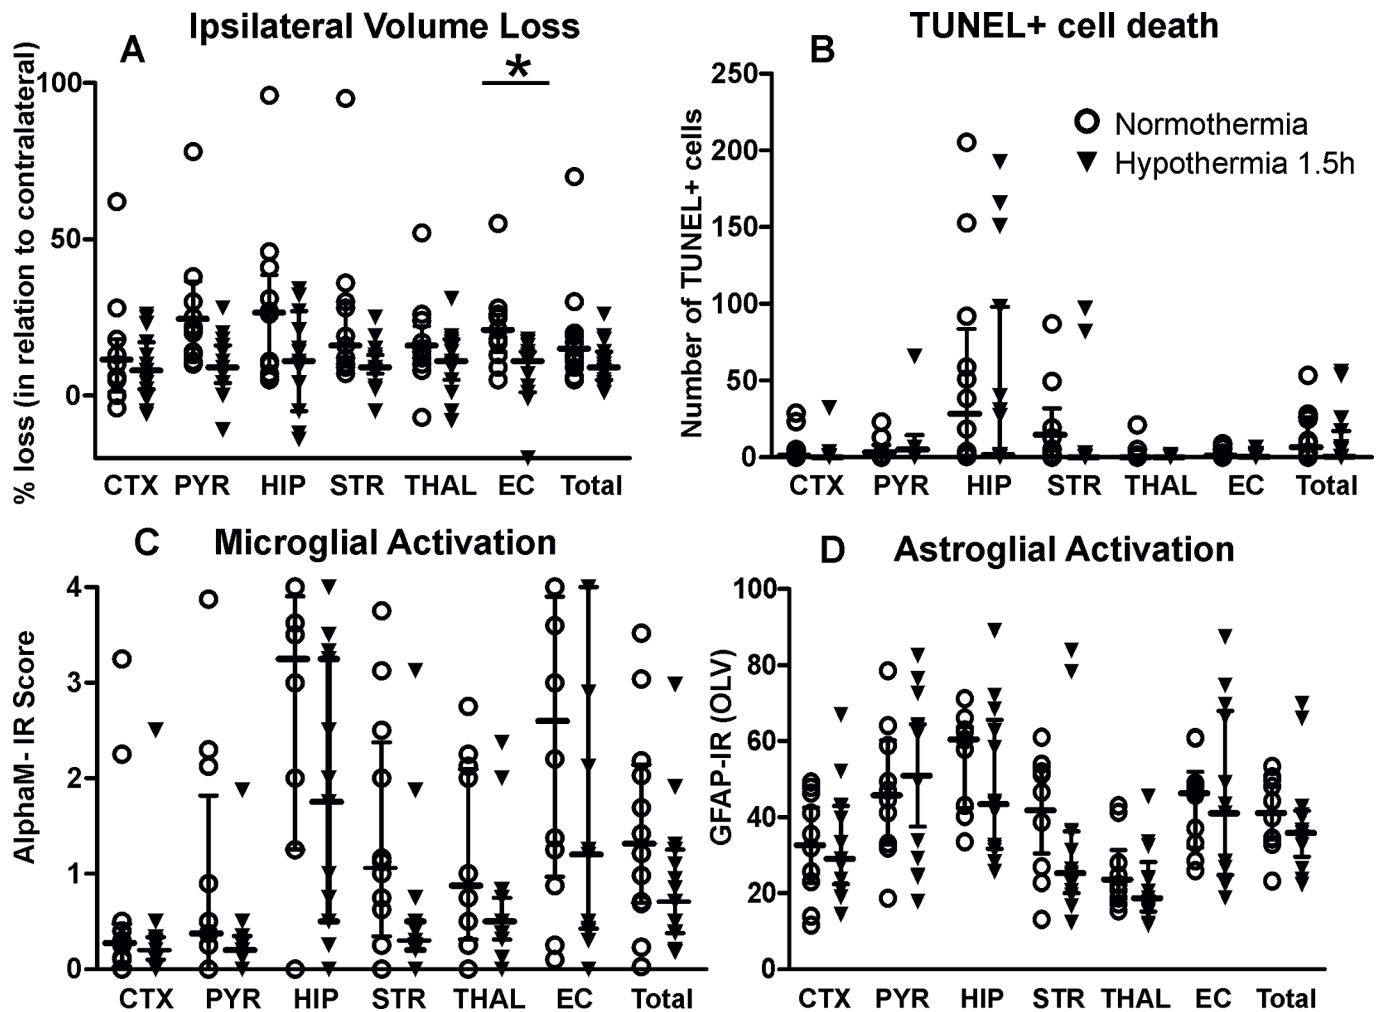 A Ipsilateral Volume Loss
*
% loss (in relation to contralateral)
100
50
0
CTX PYR HIP STR THAL EC Total
B TUNEL+ cell death
Number of TUNEL+ cells
250
200
150
100
50
0
Normothermia
Hypothermia 1.5h
CTX PYR HIP STR THAL EC Total
C Microglial Activation
AlphaM- IR Score
4
3
2
1
0
CTX PYR HIP STR THAL EC Total
D Astroglial Activation
GFAP-IR (OLV)
100
80
60
40
20
0
CTX PYR HIP STR THAL EC Total